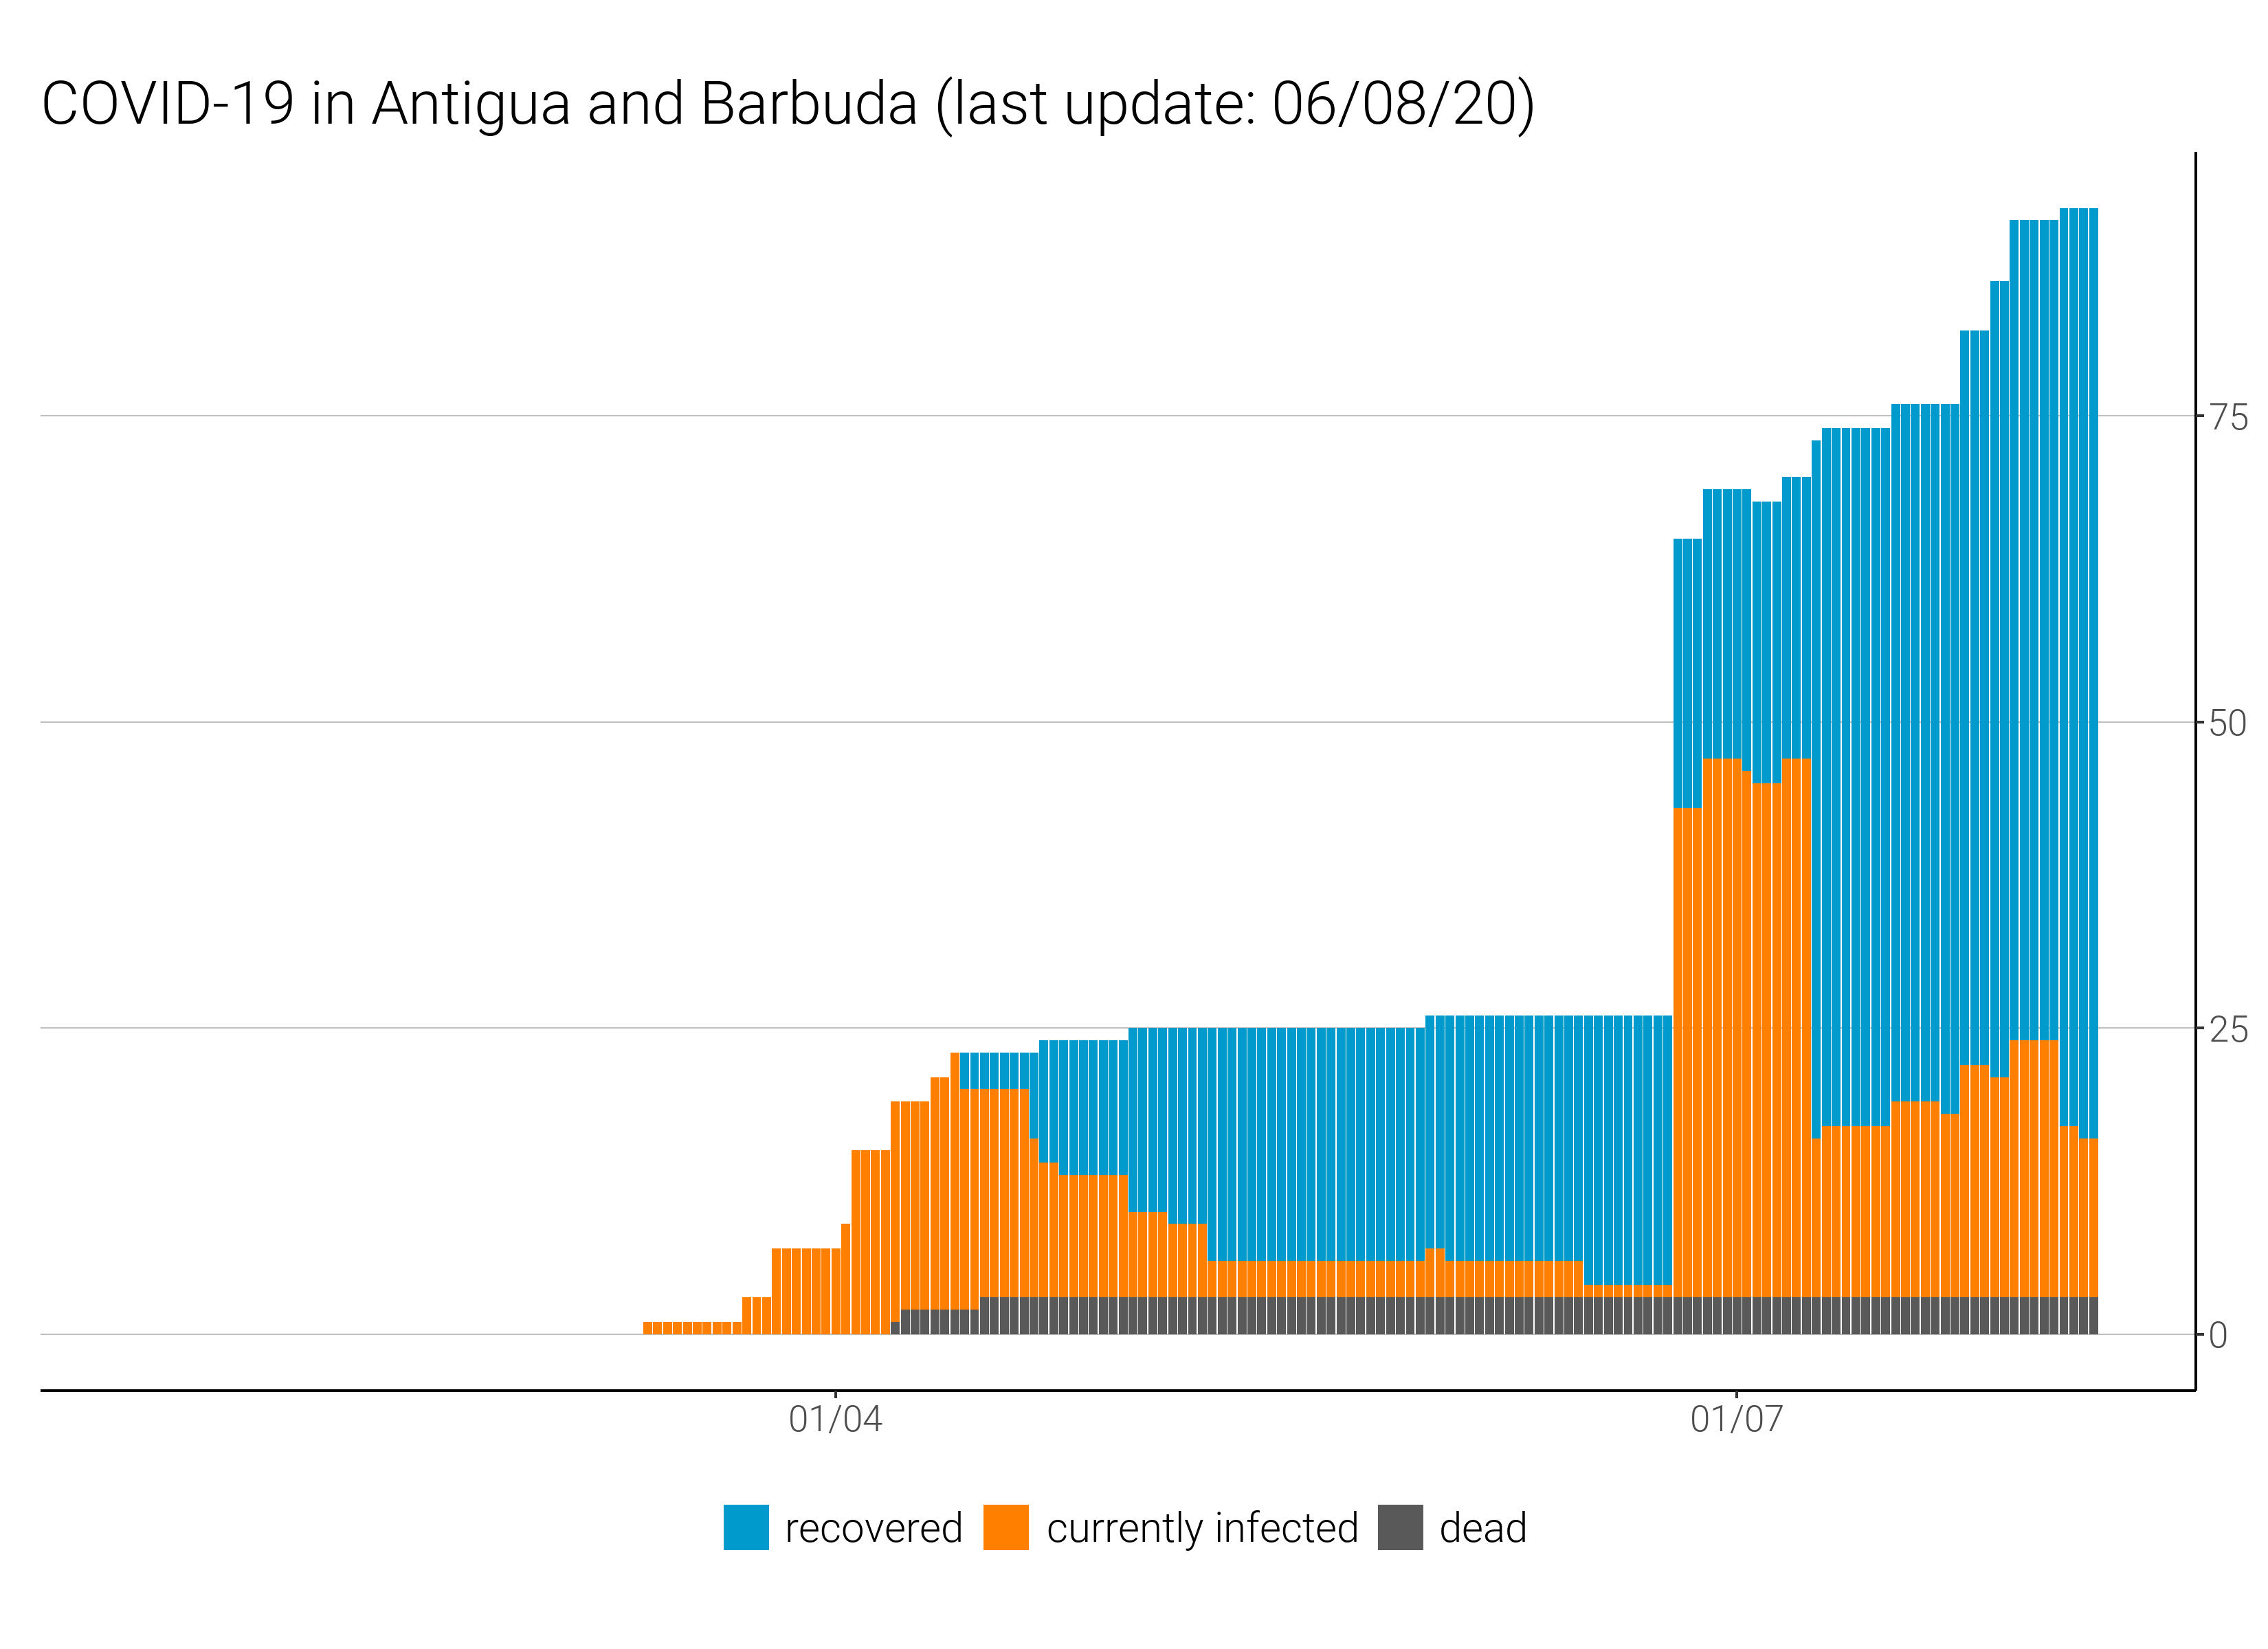 COVID-19 in Antigua and Barbuda (last update: 06/08/20)
75
50
25
0
01/04 01/07
recovered currently infected dead